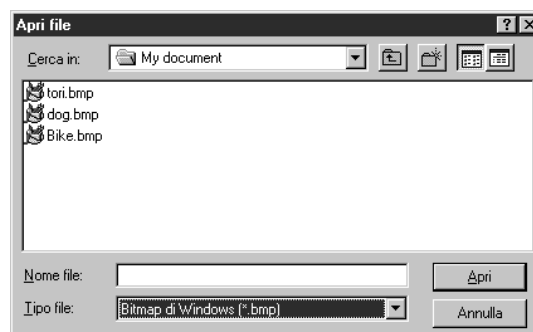 Apri file
Cerca in: My document
tori.bmp
dog.bmp
Bike.bmp
Nome file: Apri
Tipo file: Bitmap di Windows (*.bmp) Annulla